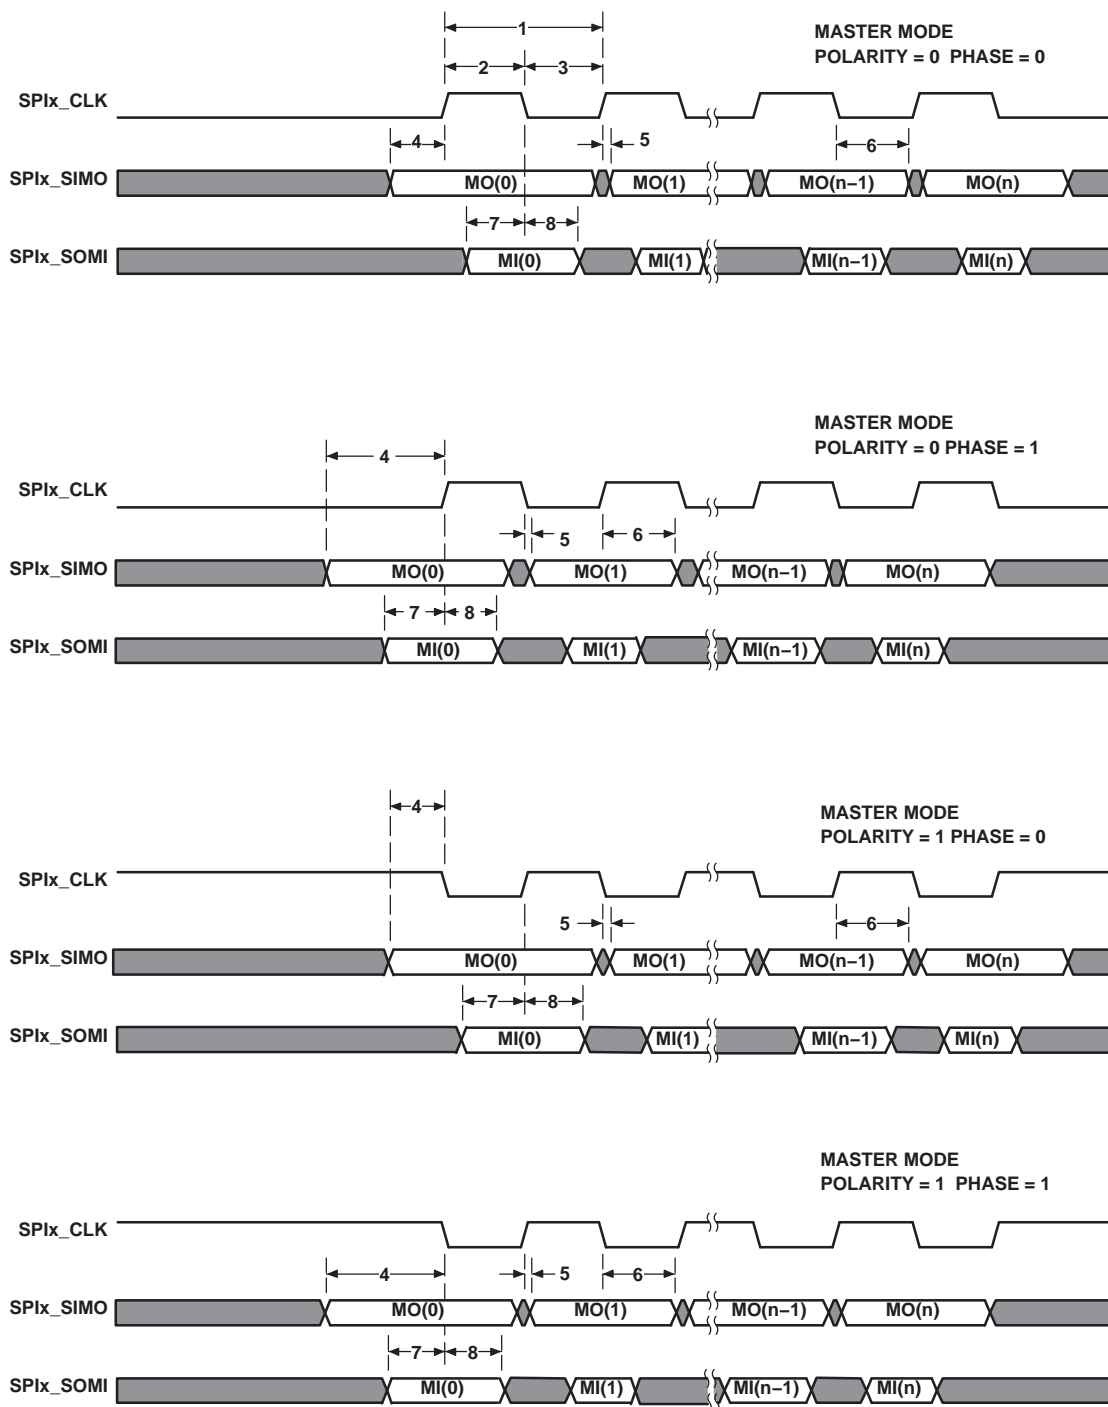 1
MASTER MODE
POLARITY = 0 PHASE = 0
2 3
SPIx_CLK
4 5 6
SPIx_SIMO MO(0) MO(1) MO(n−1) MO(n)
7 8
SPIx_SOMI MI(0) MI(1) MI(n−1) MI(n)
MASTER MODE
POLARITY = 0 PHASE = 1
4
SPIx_CLK
5 6
SPIx_SIMO MO(0) MO(1) MO(n−1) MO(n)
7 8
SPIx_SOMI MI(0) MI(1) MI(n−1) MI(n)
4
MASTER MODE
POLARITY = 1 PHASE = 0
SPIx_CLK
5 6
SPIx_SIMO MO(0) MO(1) MO(n−1) MO(n)
7 8
SPIx_SOMI MI(0) MI(1) MI(n−1) MI(n)
MASTER MODE
POLARITY = 1 PHASE = 1
SPIx_CLK
4 5 6
SPIx_SIMO MO(0) MO(1) MO(n−1) MO(n)
7 8
SPIx_SOMI MI(0) MI(1) MI(n−1) MI(n)